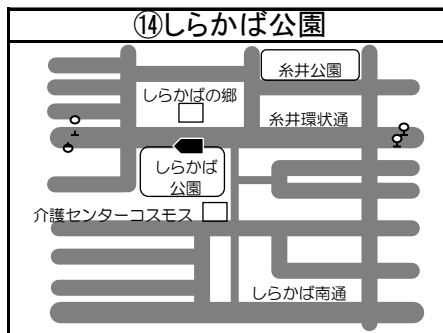 ⑭しらかば公園
糸井公園
しらかばの郷
糸井環状通
しらかば
公園
介護センターコスモス
しらかば南通